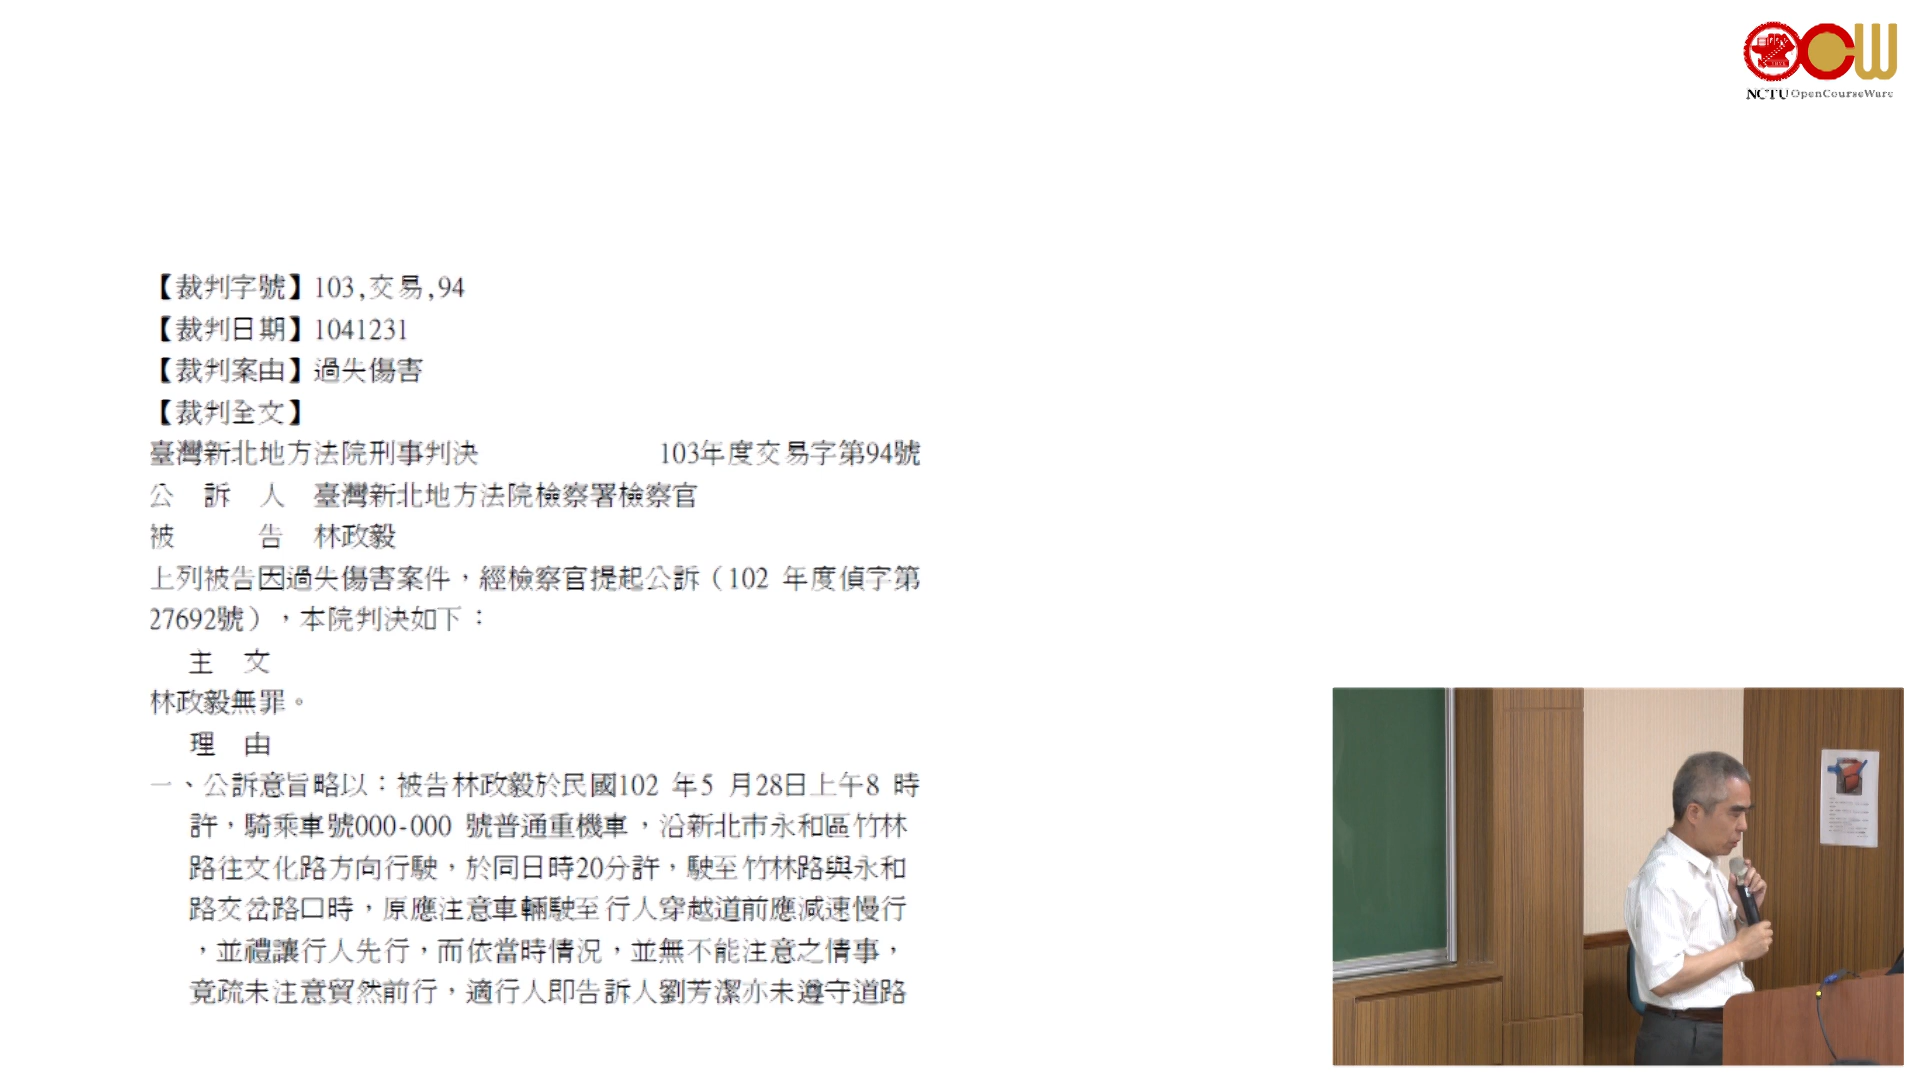 NCTU OpenCourseWare
【裁判字號】103,交易,94
【裁判日期】1041231
【裁判案由】過失傷害
【裁判全文】
臺灣新北地方法院刑事判決 103年度交易字第94號
公 訴 人 臺灣新北地方法院檢察署檢察官
被 告 林政毅
上列被告因過失傷害案件，經檢察官提起公訴（102 年度偵字第
27692號），本院判決如下：
主 文
林政毅無罪。
理 由
一、公訴意旨略以：被告林政毅於民國102 年5 月28日上午8 時
許，騎乘車號000-000 號普通重機車，沿新北市永和區竹林
路往文化路方向行駛，於同日時20分許，駛至竹林路與永和
路交岔路口時，原應注意車輛駛至行人穿越道前應減速慢行
，並禮讓行人先行，而依當時情況，並無不能注意之情事，
竟疏未注意貿然前行，適行人即告訴人劉芳潔亦未遵守道路